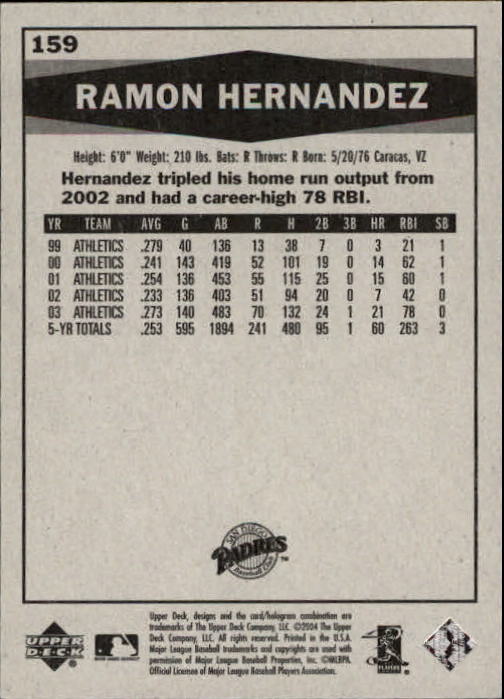 159
RAMON HERNANDEZ
Height: 6'0" Weight: 210 lbs. Bats: R Throws: R Born: 5/20/76 Caracas, VZ
Hernandez tripled his home run output from
2002 and had a career-high 78 RBI.
YR TEAM AVG G AB R H 2B 3B HR RBI SB
99 ATHLETICS .279 40 136 13 38 7 0 3 21 1
00 ATHLETICS .241 143 419 52 101 19 0 14 62 1
01 ATHLETICS .254 136 453 55 115 25 0 15 60 1
02 ATHLETICS .233 136 403 51 94 20 0 7 42 0
03 ATHLETICS .273 140 483 70 132 24 1 21 78 0
5-YR TOTALS .253 595 1894 241 480 95 1 60 263 3
SAN DIEGO
PADRES
Baseball Club
TM
Upper Deck, designs and the card/hologram combination are
trademarks of The Upper Deck Company, LLC. ©2004 The Upper
Deck Company, LLC. All rights reserved. Printed in the U.S.A.
Major League Baseball trademarks and copyrights are used with
permission of Major League Baseball Properties, Inc. ©MLBPA
Official Licensee of Major League Baseball Players Association.
UPPER
DECK
PLAYERS